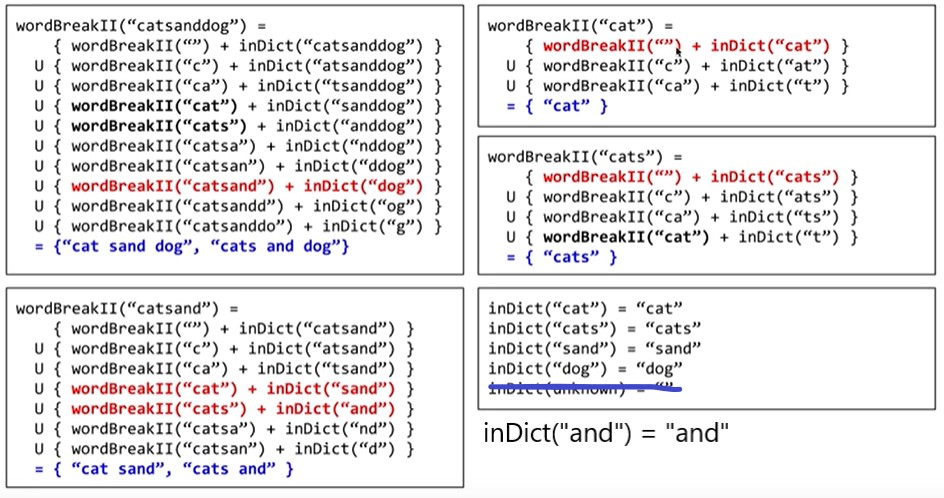 wordBreakII(“catsanddog”) =
{ wordBreakII(“”) + inDict(“catsanddog”) }
U { wordBreakII(“c”) + inDict(“atsanddog”) }
U { wordBreakII(“ca”) + inDict(“tsanddog”) }
U { wordBreakII(“cat”) + inDict(“sanddog”) }
U { wordBreakII(“cats”) + inDict(“anddog”) }
U { wordBreakII(“catsa”) + inDict(“nddog”) }
U { wordBreakII(“catsan”) + inDict(“ddog”) }
U { wordBreakII(“catsand”) + inDict(“dog”) }
U { wordBreakII(“catsandd”) + inDict(“og”) }
U { wordBreakII(“catsanddo”) + inDict(“g”) }
= {“cat sand dog”, “cats and dog”}
wordBreakII(“catsand”) =
{ wordBreakII(“”) + inDict(“catsand”) }
U { wordBreakII(“c”) + inDict(“atsand”) }
U { wordBreakII(“ca”) + inDict(“tsand”) }
U { wordBreakII(“cat”) + inDict(“sand”) }
U { wordBreakII(“cats”) + inDict(“and”) }
U { wordBreakII(“catsa”) + inDict(“nd”) }
U { wordBreakII(“catsan”) + inDict(“d”) }
= { “cat sand”, “cats and” }
wordBreakII(“cat”) =
{ wordBreakII(“”) + inDict(“cat”) }
U { wordBreakII(“c”) + inDict(“at”) }
U { wordBreakII(“ca”) + inDict(“t”) }
= { “cat” }
wordBreakII(“cats”) =
{ wordBreakII(“”) + inDict(“cats”) }
U { wordBreakII(“c”) + inDict(“ats”) }
U { wordBreakII(“ca”) + inDict(“ts”) }
U { wordBreakII(“cat”) + inDict(“t”) }
= { “cats” }
inDict(“cat”) = “cat”
inDict(“cats”) = “cats”
inDict(“sand”) = “sand”
inDict(“dog”) = “dog”
inDict(unknown) = “”
inDict("and") = "and"